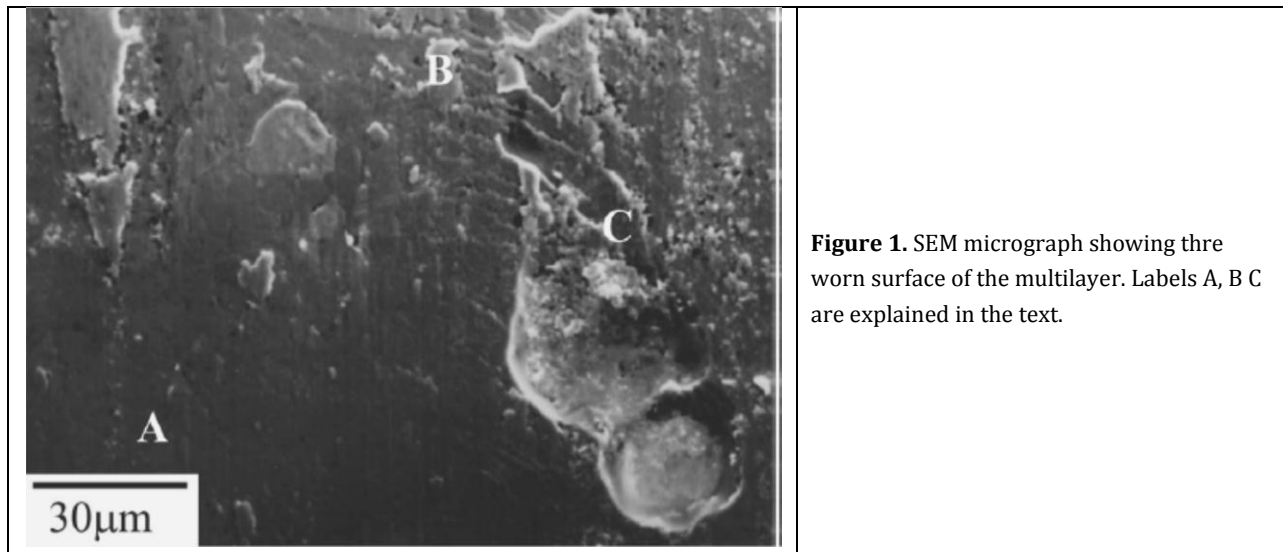 B
C
A
30μm
Figure 1. SEM micrograph showing thre
worn surface of the multilayer. Labels A, B C
are explained in the text.